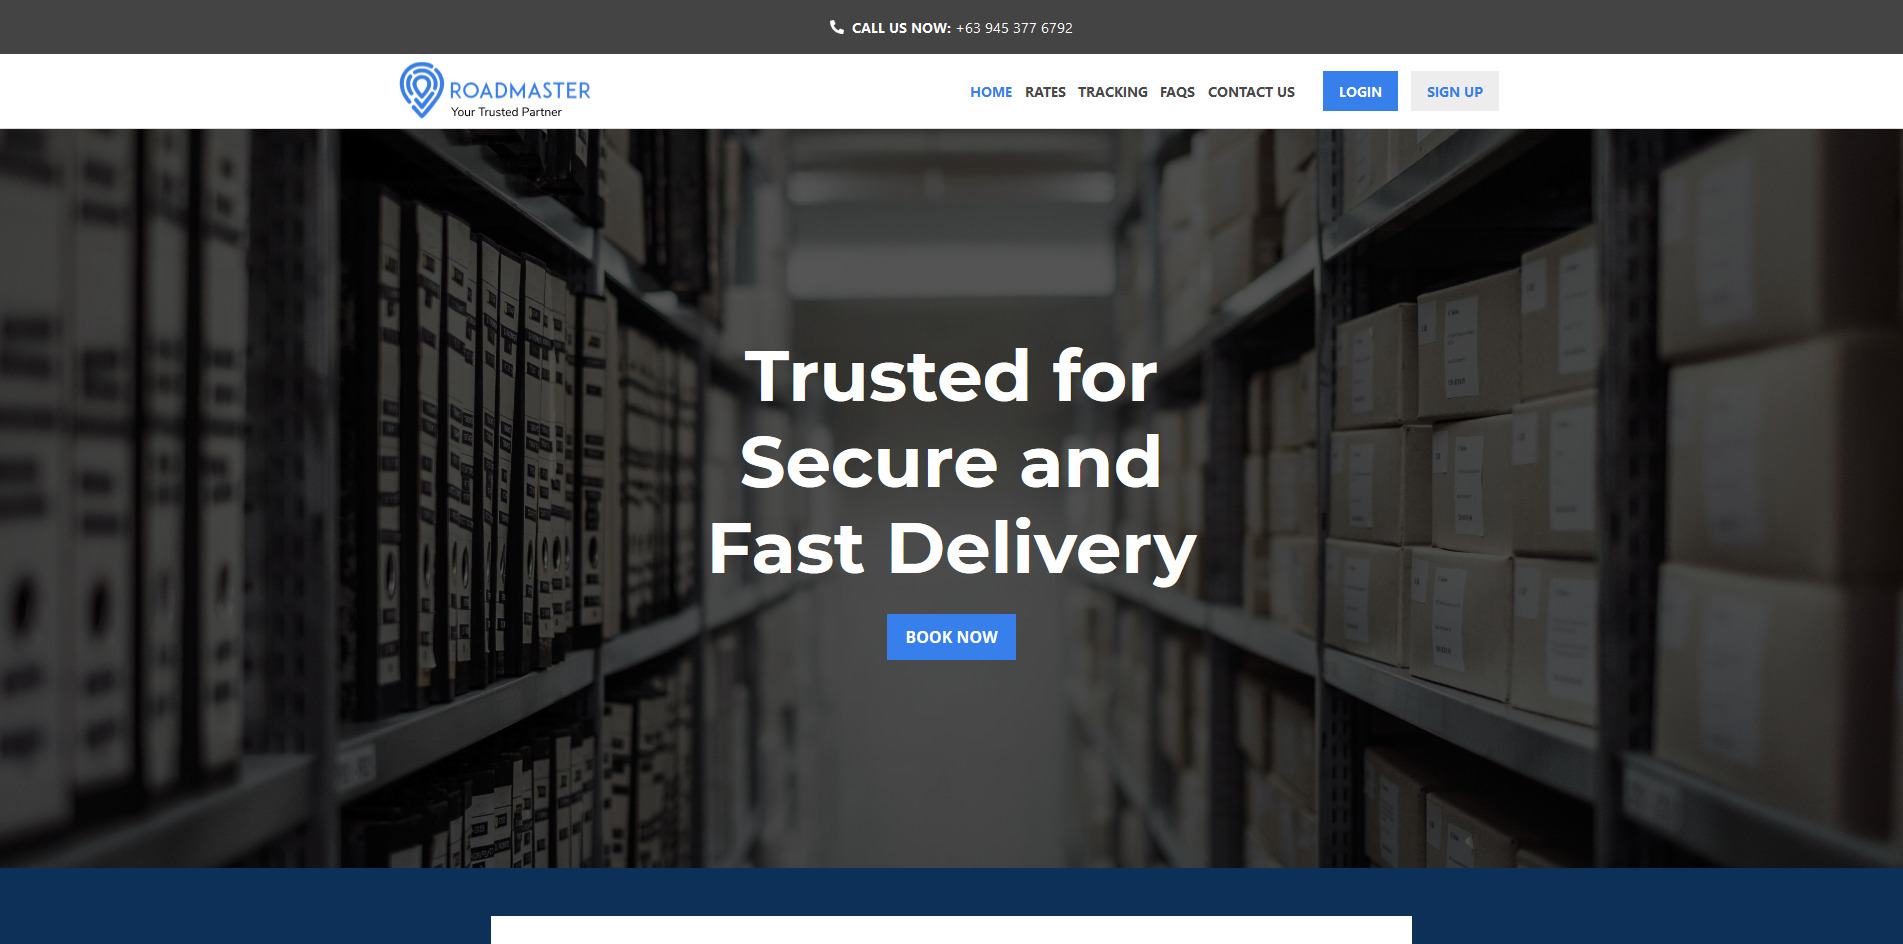 CALL US NOW: +63 945 377 6792
ROADMASTER
Your Trusted Partner
HOME RATES TRACKING FAQS CONTACT US LOGIN SIGN UP
Trusted for
Secure and
Fast Delivery
BOOK NOW